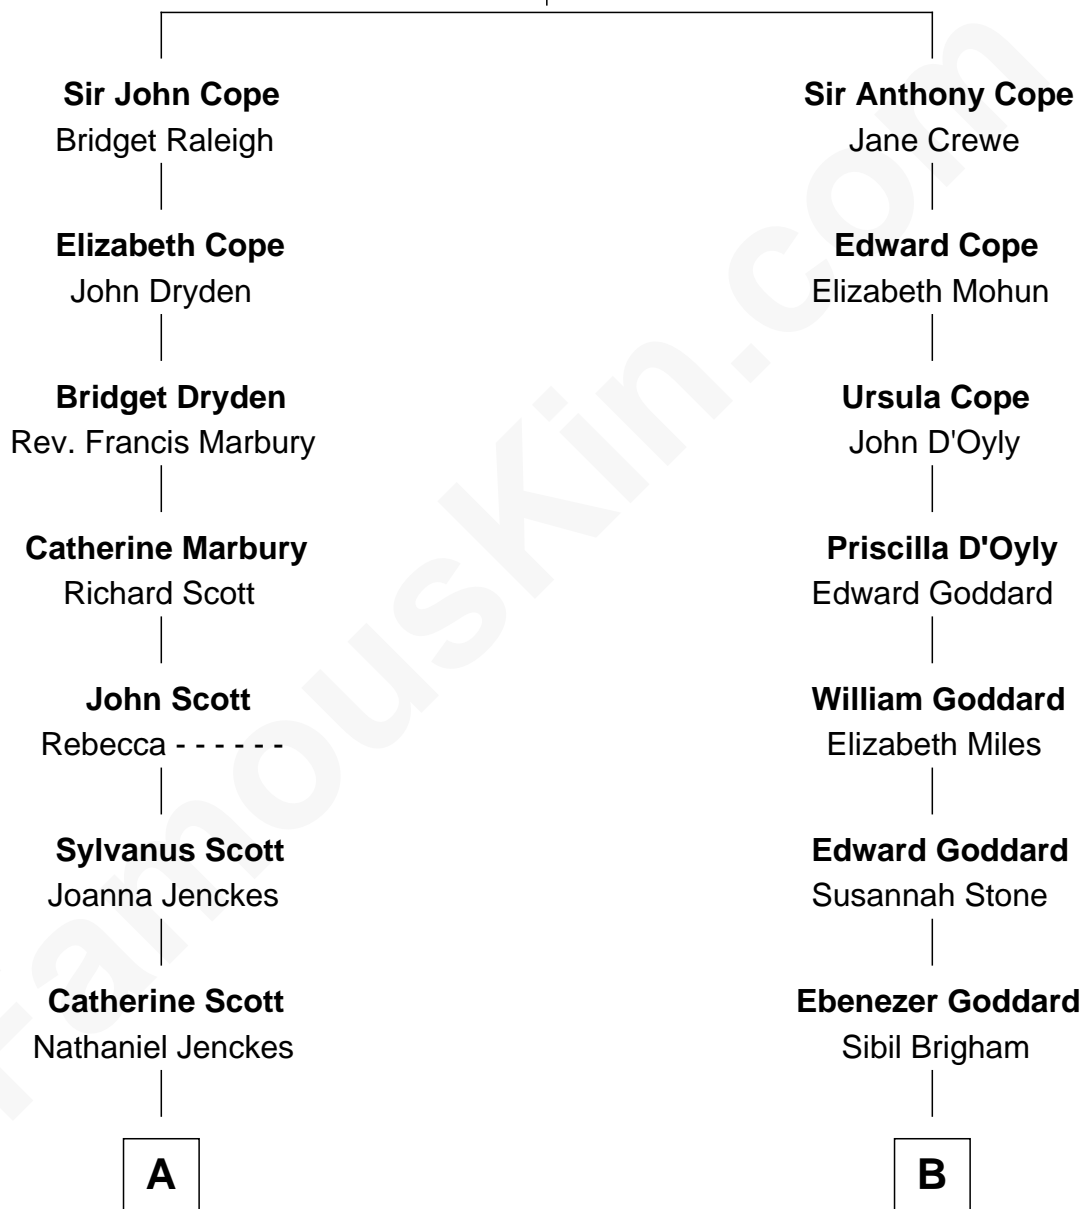 Sir John Cope
Bridget Raleigh
Elizabeth Cope
John Dryden
Bridget Dryden
Rev. Francis Marbury
Catherine Marbury
Richard Scott
John Scott
Rebecca - - - - - -
Sylvanus Scott
Joanna Jenckes
Catherine Scott
Nathaniel Jenckes
A
Sir Anthony Cope
Jane Crewe
Edward Cope
Elizabeth Mohun
Ursula Cope
John D'Oyly
Priscilla D'Oyly
Edward Goddard
William Goddard
Elizabeth Miles
Edward Goddard
Susannah Stone
Ebenezer Goddard
Sibil Brigham
B
FamousKin.com